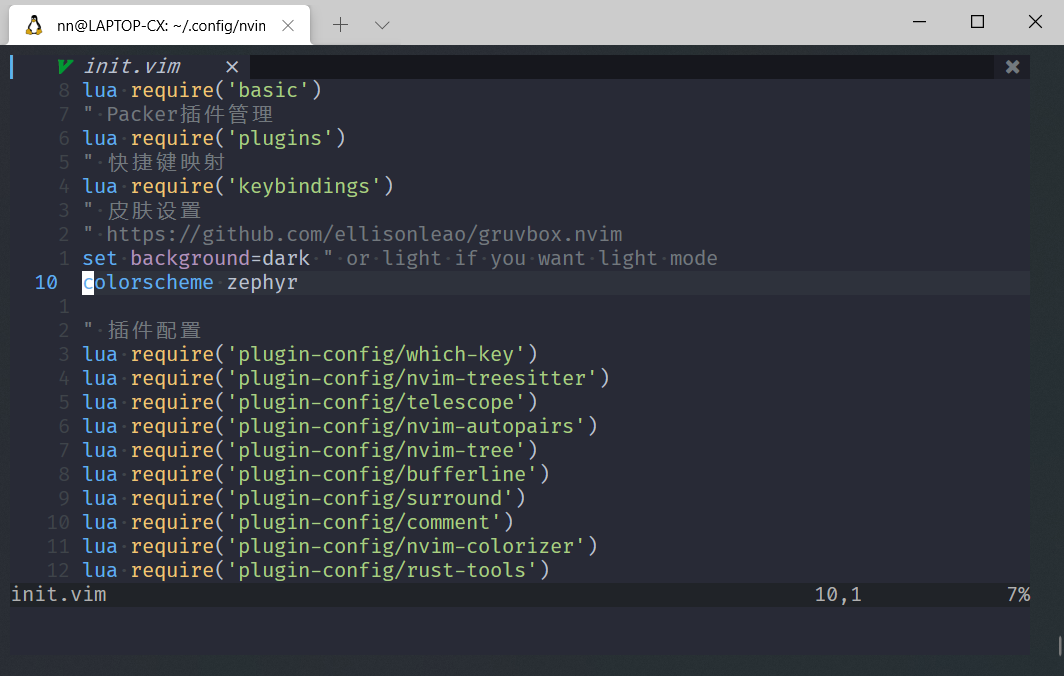 nn@LAPTOP-CX: ~/.config/nvin
init.vim
8 lua require('basic')
7 " Packer插件管理
6 lua require('plugins')
5 " 快捷键映射
4 lua require('keybindings')
3 " 皮肤设置
2 " https://github.com/ellisonleao/gruvbox.nvim
1 set background=dark " or light if you want light mode
10 colorscheme zephyr
1
2 " 插件配置
3 lua require('plugin-config/which-key')
4 lua require('plugin-config/nvim-treesitter')
5 lua require('plugin-config/telescope')
6 lua require('plugin-config/nvim-autopairs')
7 lua require('plugin-config/nvim-tree')
8 lua require('plugin-config/bufferline')
9 lua require('plugin-config/surround')
10 lua require('plugin-config/comment')
11 lua require('plugin-config/nvim-colorizer')
12 lua require('plugin-config/rust-tools')
init.vim 10,1 7%